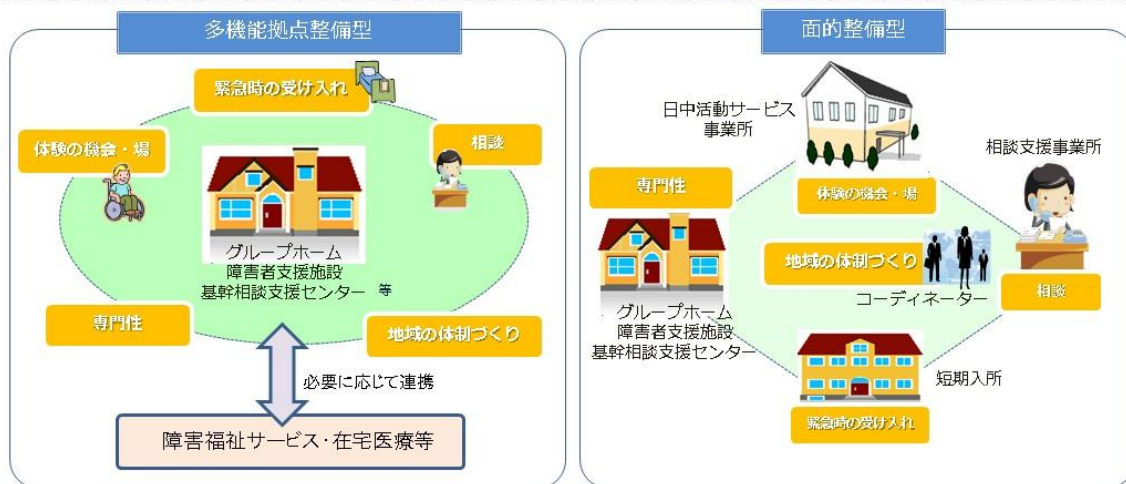 多機能拠点整備型
緊急時の受け入れ
体験の機会・場
相談
グループホーム
障害者支援施設
基幹相談支援センター 等
専門性
地域の体制づくり
必要に応じて連携
障害福祉サービス・在宅医療等
面的整備型
日中活動サービス
事業所
相談支援事業所
専門性
体験の機会・場
地域の体制づくり
コーディネーター
相談
グループホーム
障害者支援施設
基幹相談支援センター
短期入所
緊急時の受け入れ